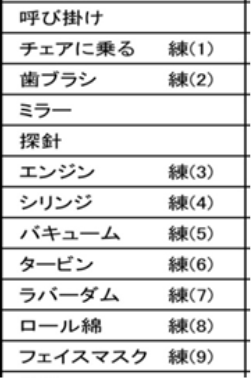 呼び掛け
チェアに乗る 練(1)
歯ブラシ 練(2)
ミラー
探針
エンジン 練(3)
シリンジ 練(4)
バキューム 練(5)
タービン 練(6)
ラバーダム 練(7)
ロール綿 練(8)
フェイスマスク 練(9)